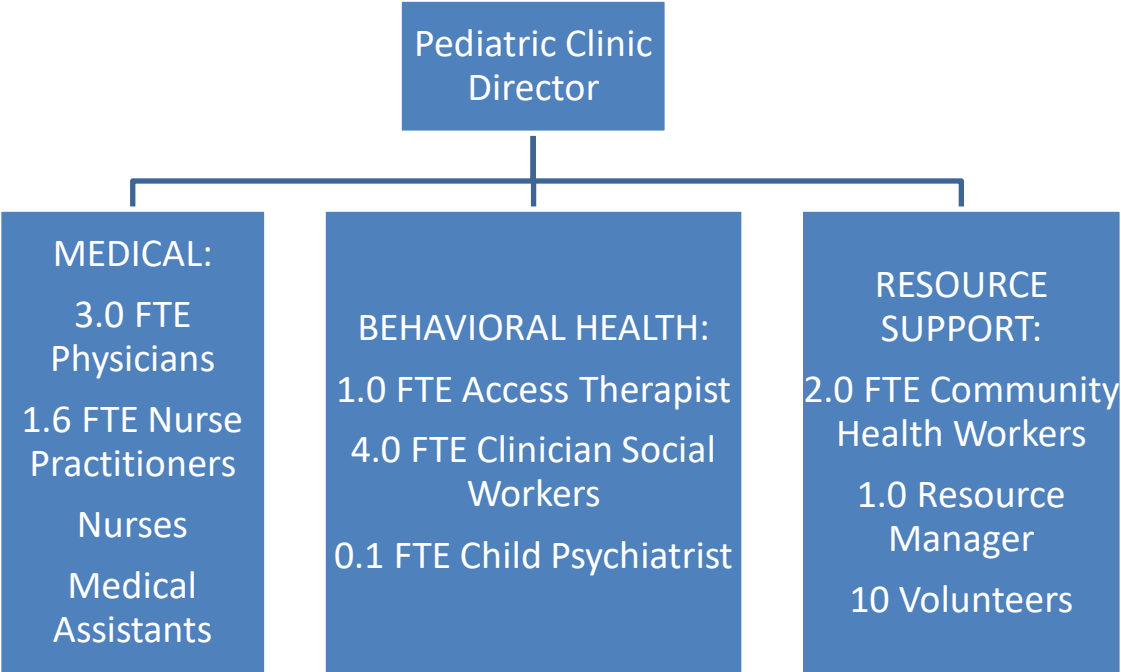 Pediatric Clinic
Director
MEDICAL:
3.0 FTE
Physicians
1.6 FTE Nurse
Practitioners
Nurses
Medical
Assistants
BEHAVIORAL HEALTH:
1.0 FTE Access Therapist
4.0 FTE Clinician Social
Workers
0.1 FTE Child Psychiatrist
RESOURCE
SUPPORT:
2.0 FTE Community
Health Workers
1.0 Resource
Manager
10 Volunteers